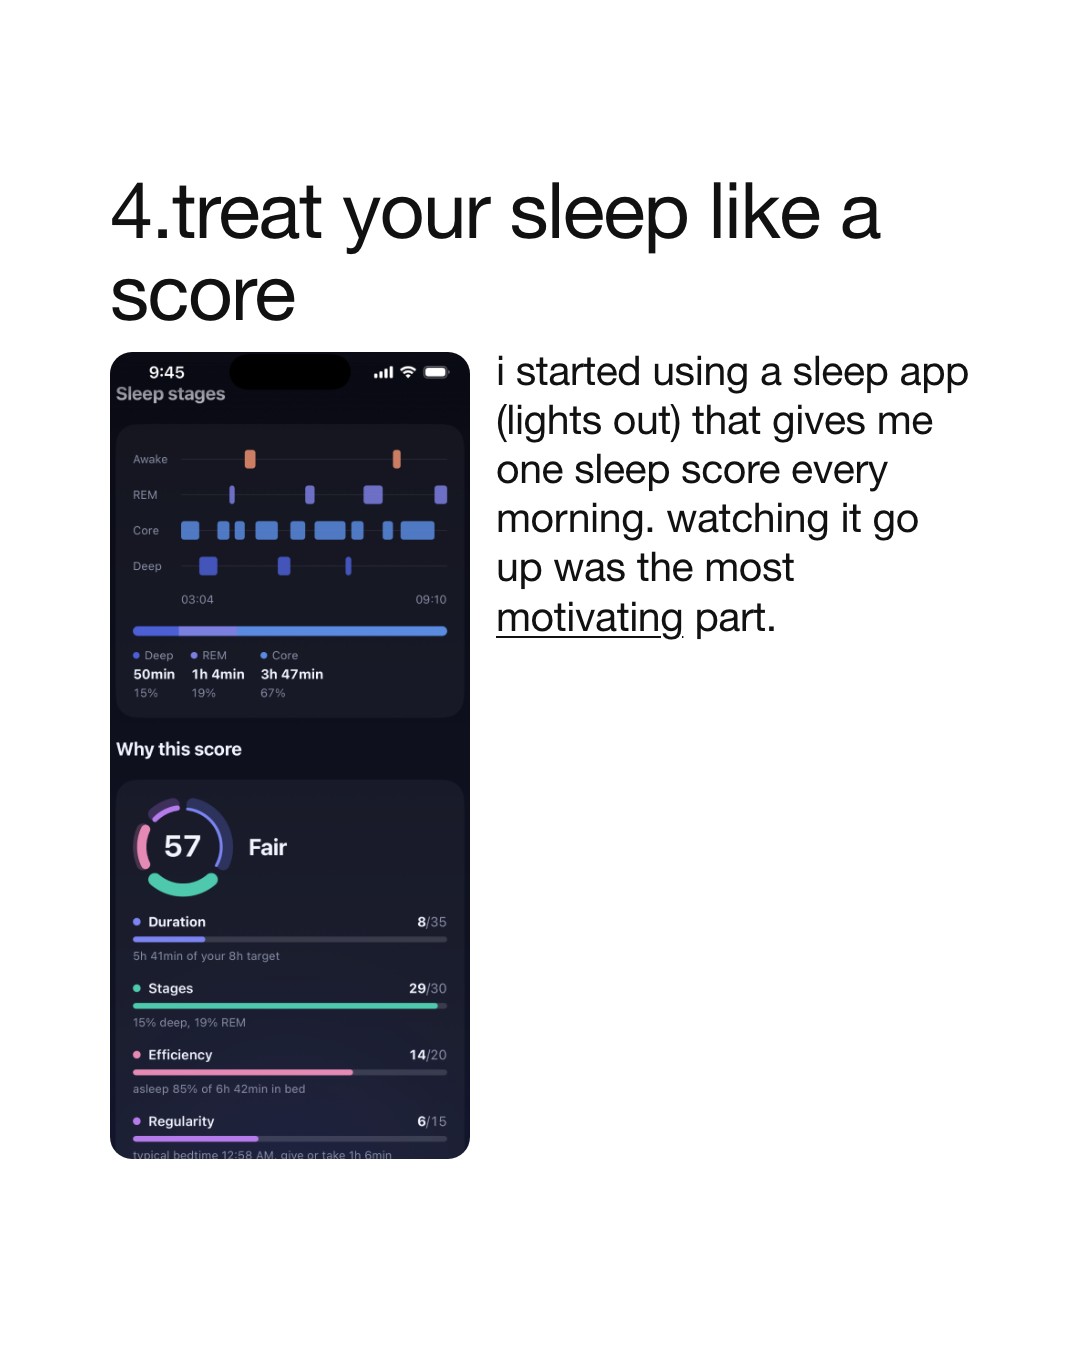 4.treat your sleep like a
score
9:45
Sleep stages
Awake
REM
Core
Deep
03:04 09:10
Deep REM Core
50min 1h 4min 3h 47min
15% 19% 67%
Why this score
57 Fair
Duration 8/35
5h 41min of your 8h target
Stages 29/30
15% deep, 19% REM
Efficiency 14/20
asleep 85% of 6h 42min in bed
Regularity 6/15
typical bedtime 12:58 AM, give or take 1h 6min
i started using a sleep app
(lights out) that gives me
one sleep score every
morning. watching it go
up was the most
motivating part.